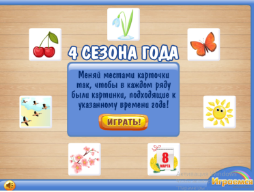 4 СЕЗОНА ГОДА
Меняй местами карточки
так, чтобы в каждом ряду
были картинки, подходящие к
указанному времени года!
ИГРАТЬ!
8
МАРТА
Играемся